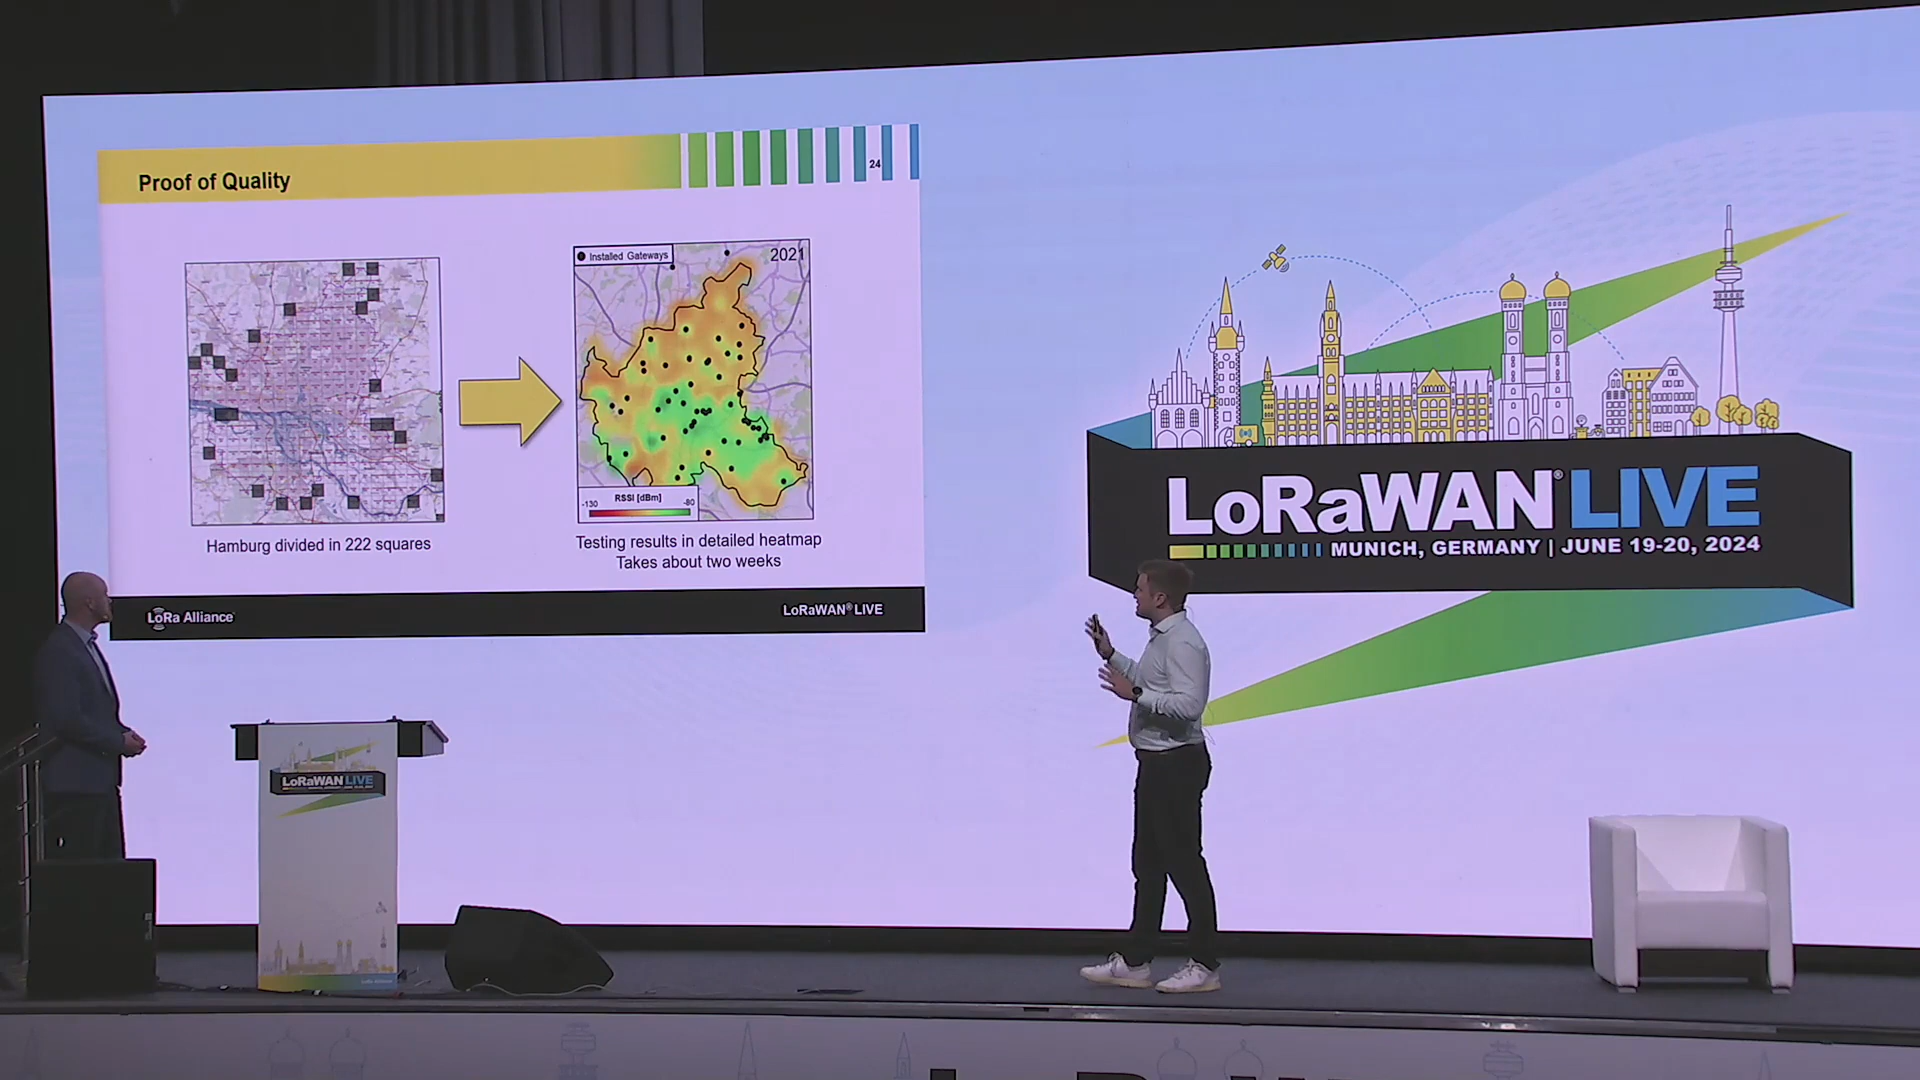 Proof of Quality
24
Installed Gateways
2021
RSSI [dBm]
-130
-80
Hamburg divided in 222 squares
Testing results in detailed heatmap
Takes about two weeks
LoRa Alliance
LoRaWAN® LIVE
LoRaWAN® LIVE
MUNICH, GERMANY | JUNE 19-20, 2024
LoRaWAN LIVE